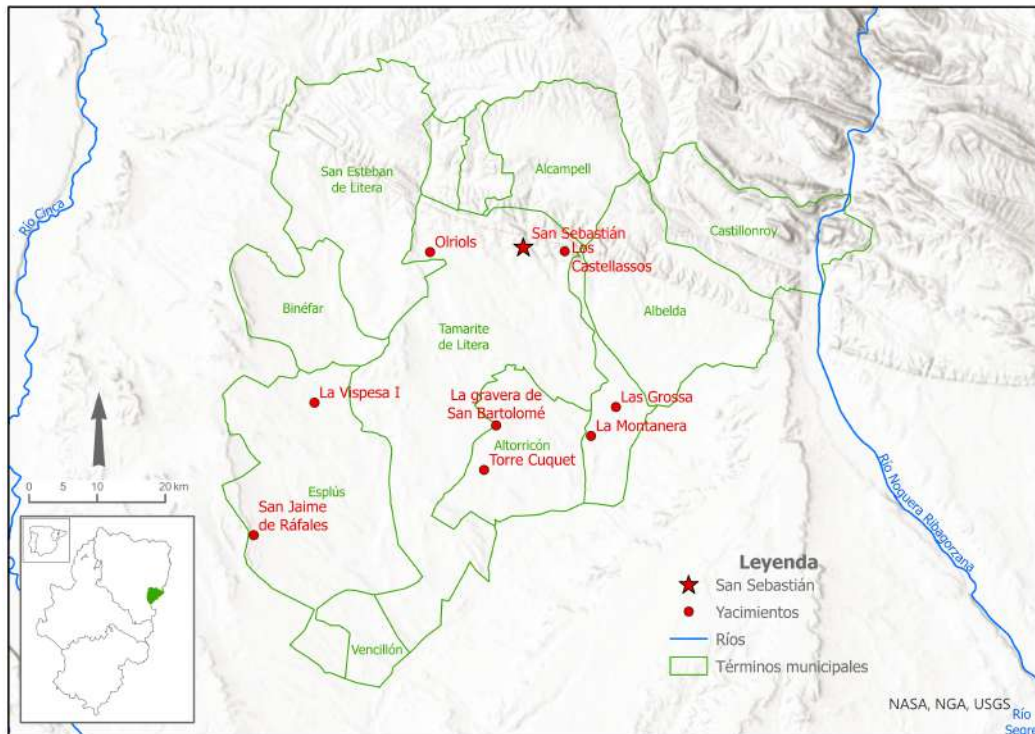 San Esteban
de Litera
Alcampell
Río Cinca
Castillonroy
San Sebastián
Olriols
Los
Castellassos
Binéfar
Albelda
Tamarite
de Litera
La Vispesa I
La gravera de
San Bartolomé
Las Grossa
La Montanera
Altorricón
Torre Cuquet
Río Noguera Ribagorzana
0 5 10 20 km
Esplús
San Jaime
de Ráfales
Vencillón
Leyenda
San Sebastián
Yacimientos
Ríos
Términos municipales
NASA, NGA, USGS
Río
Segre